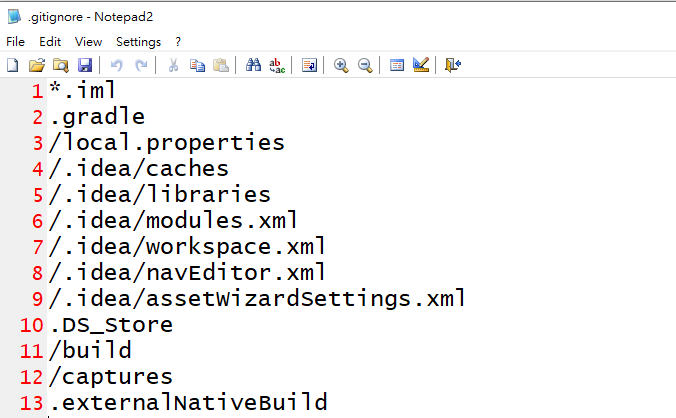 .gitignore - Notepad2
File Edit View Settings ?
1 *.iml
2 .gradle
3 /local.properties
4 /.idea/caches
5 /.idea/libraries
6 /.idea/modules.xml
7 /.idea/workspace.xml
8 /.idea/navEditor.xml
9 /.idea/assetWizardSettings.xml
10 .DS_Store
11 /build
12 /captures
13 .externalNativeBuild